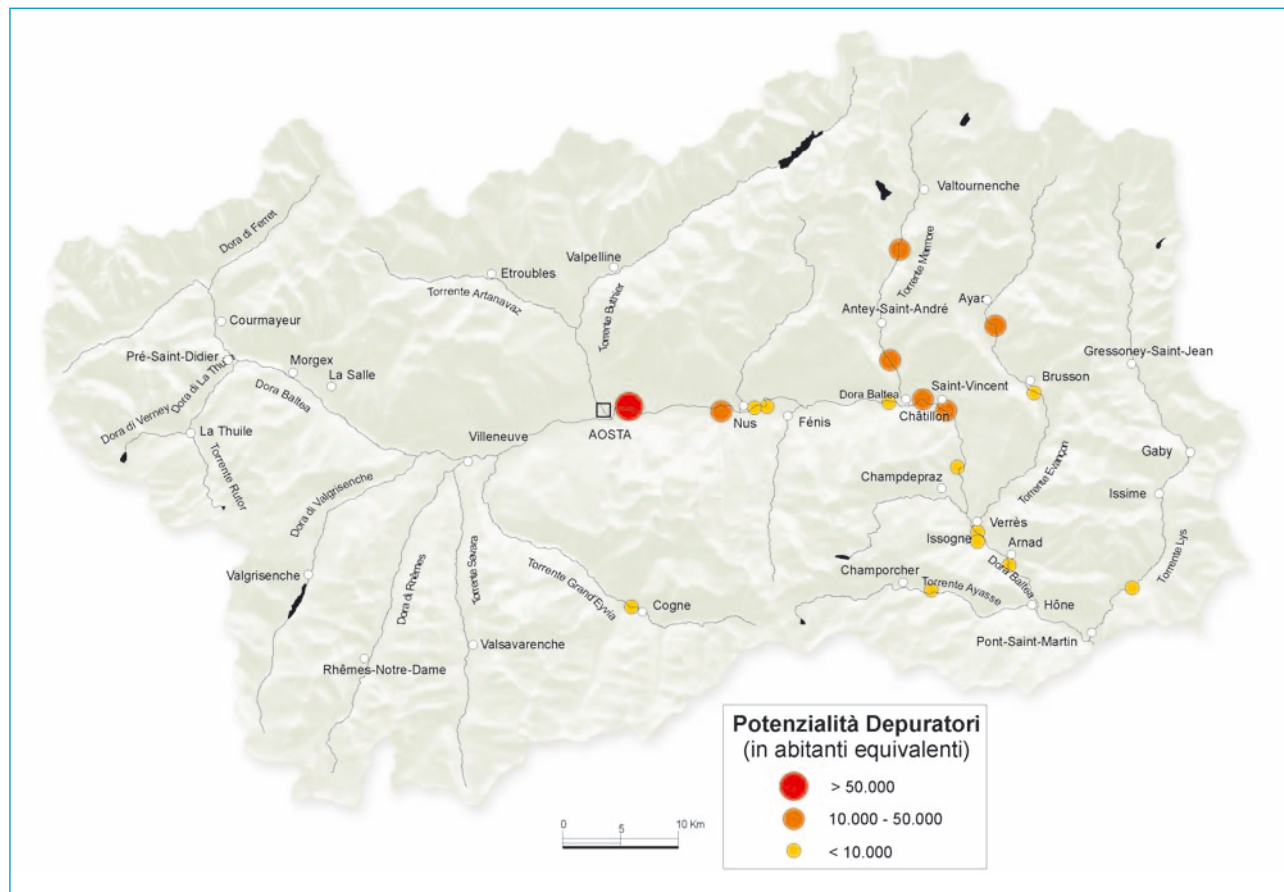 Valtournenche
Dora di Ferret
Torrente Marmore
Valpelline
Etroubles
Torrente Artanavaz
Torrente Buthier
Ayas
Antey-Saint-André
Courmayeur
Pré-Saint-Didier
Dora di La Thuile
Morgex
La Salle
Gressoney-Saint-Jean
Brusson
Dora Baltea
Dora Baltea
Saint-Vincent
Châtillon
Dora di Verney
La Thuile
Villeneuve
AOSTA
Nus
Fénis
Gaby
Torrente Rutor
Dora di Valgrisenche
Champdepraz
Torrente Evançon
Issime
Verrès
Issogne
Arnad
Torrente Lys
Valgrisenche
Dora di Rhêmes
Torrente Savara
Torrente Grand'Eyvia
Cogne
Champorcher
Torrente Ayasse
Dora Baltea
Hône
Pont-Saint-Martin
Valsavarenche
Rhêmes-Notre-Dame
Potenzialità Depuratori
(in abitanti equivalenti)
> 50.000
10.000 - 50.000
< 10.000
0 10 Km
5